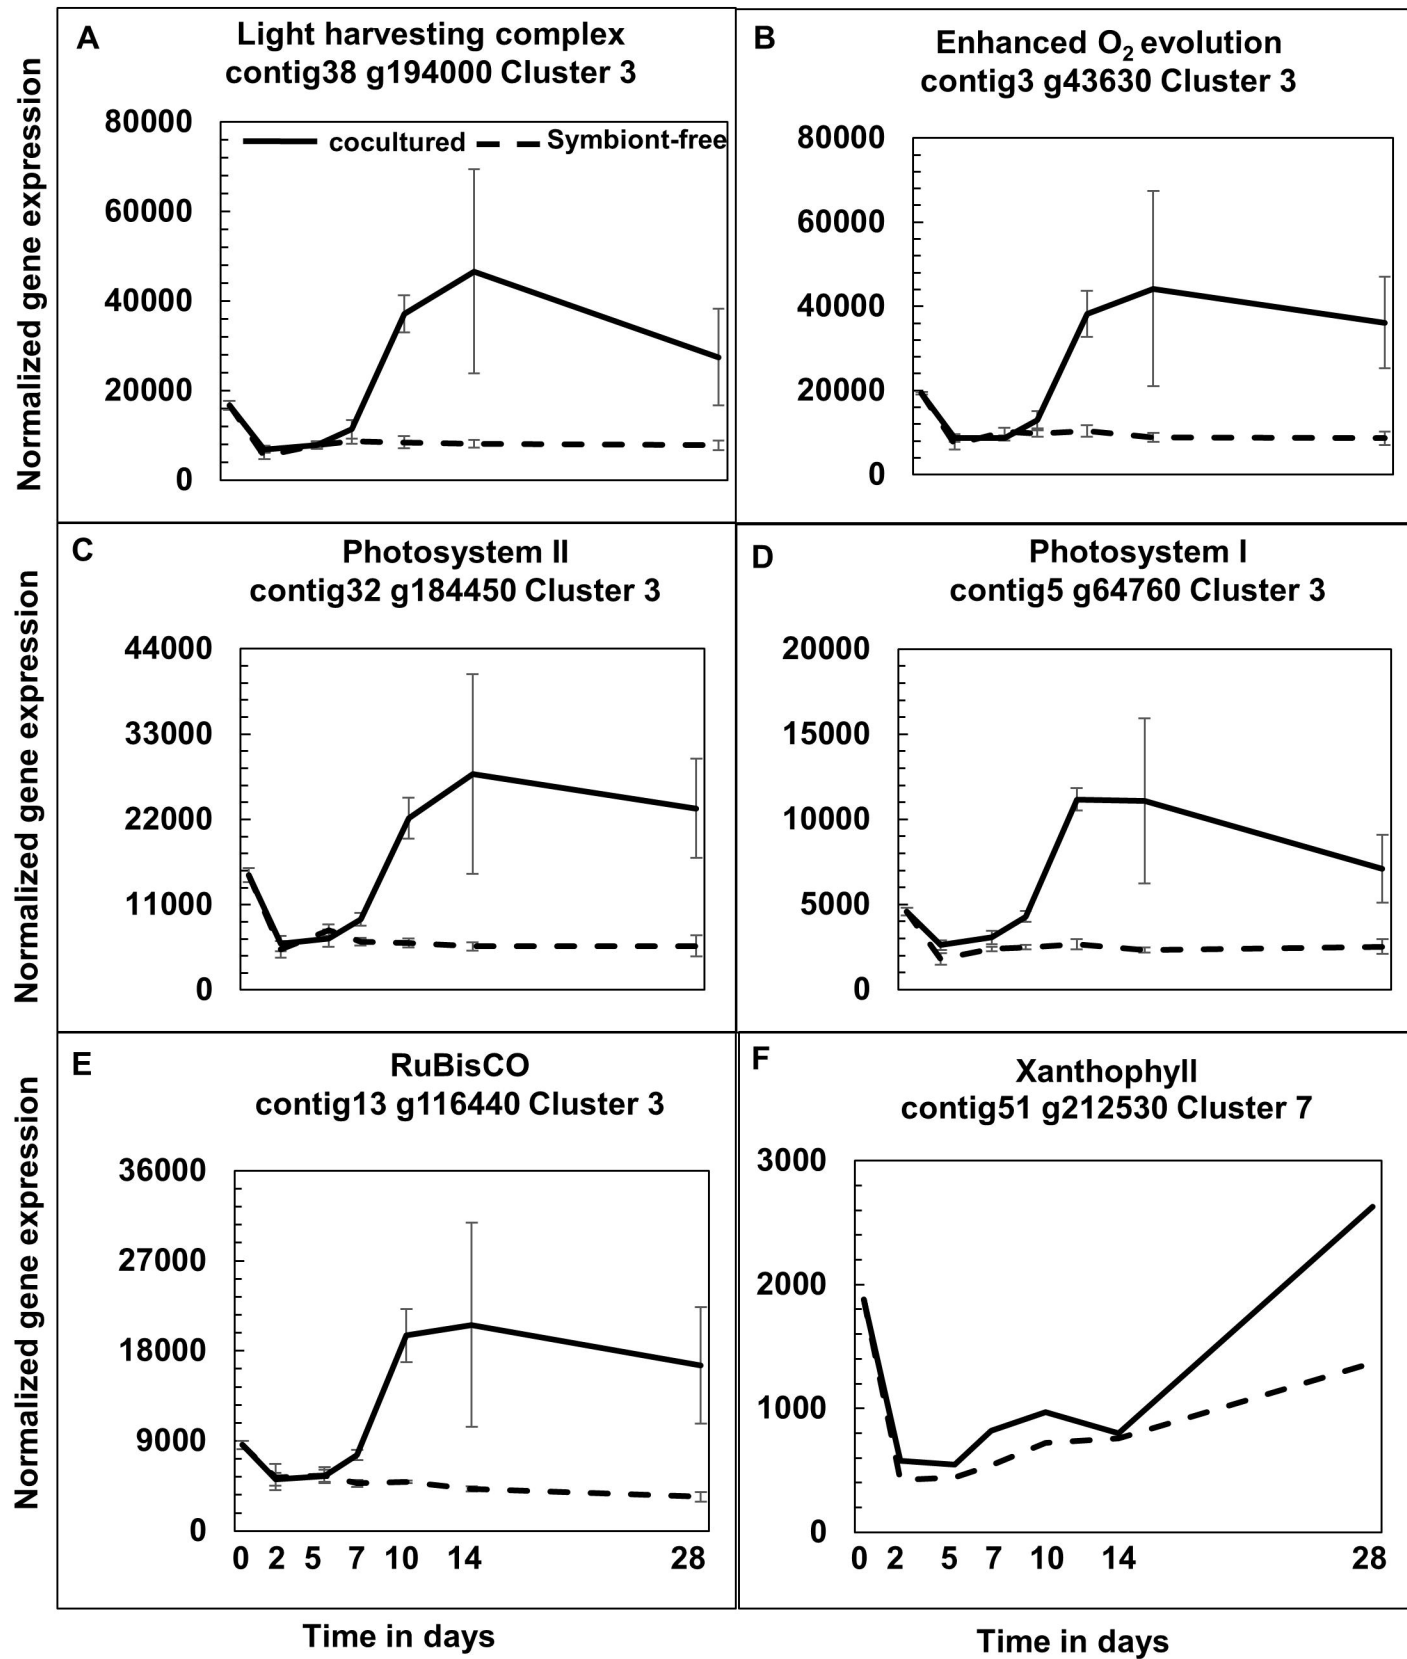 A
Light harvesting complex
contig38 g194000 Cluster 3
Normalized gene expression
80000
60000
40000
20000
0
cocultured
Symbiont-free
B
Enhanced O2 evolution
contig3 g43630 Cluster 3
80000
60000
40000
20000
0
C
Photosystem II
contig32 g184450 Cluster 3
Normalized gene expression
44000
33000
22000
11000
0
D
Photosystem I
contig5 g64760 Cluster 3
20000
15000
10000
5000
0
E
RuBisCO
contig13 g116440 Cluster 3
Normalized gene expression
36000
27000
18000
9000
0
0 2 5 7 10 14 28
Time in days
F
Xanthophyll
contig51 g212530 Cluster 7
3000
2000
1000
0
0 2 5 7 10 14 28
Time in days